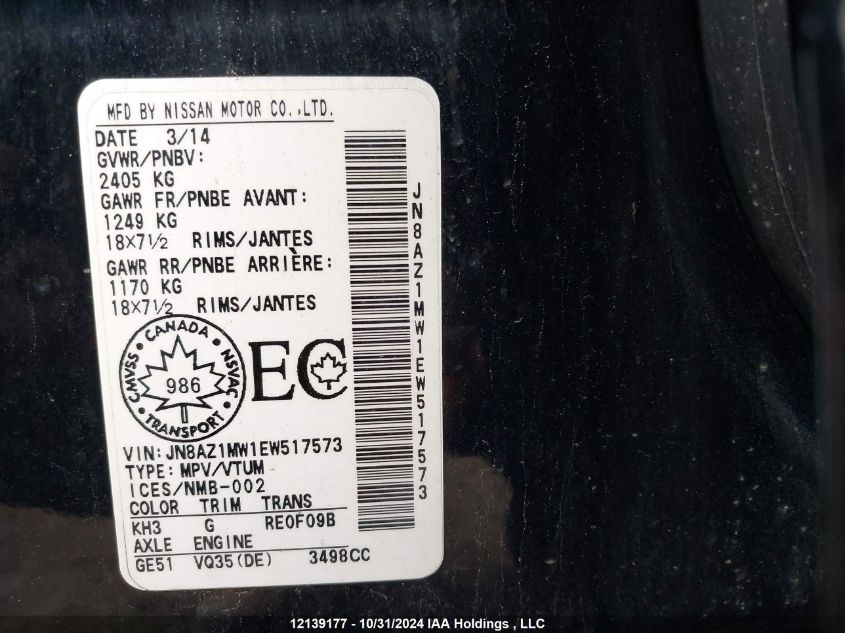 MFD BY NISSAN MOTOR CO.,LTD.
DATE 3/14
GVWR/PNBV:
2405 KG
GAWR FR/PNBE AVANT:
1249 KG
18×7½ RIMS/JANTES
GAWR RR/PNBE ARRIÈRE:
1170 KG
18×7½ RIMS/JANTES
CANADA
CMVSS 986 NSVAC
TRANSPORT
EC
VIN: JN8AZ1MW1EW517573
TYPE: MPV/VTUM
ICES/NMB-002
COLOR TRIM TRANS
KH3 G RE0F09B
AXLE ENGINE
GE51 VQ35(DE) 3498CC
JN8AZ1MW1EW517573
12139177 - 10/31/2024 IAA Holdings , LLC